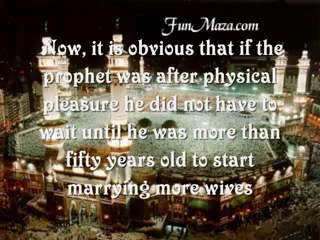 FunMaza.com
Now, it is obvious that if the
prophet was after physical
pleasure he did not have to
wait until he was more than
fifty years old to start
marrying more wives